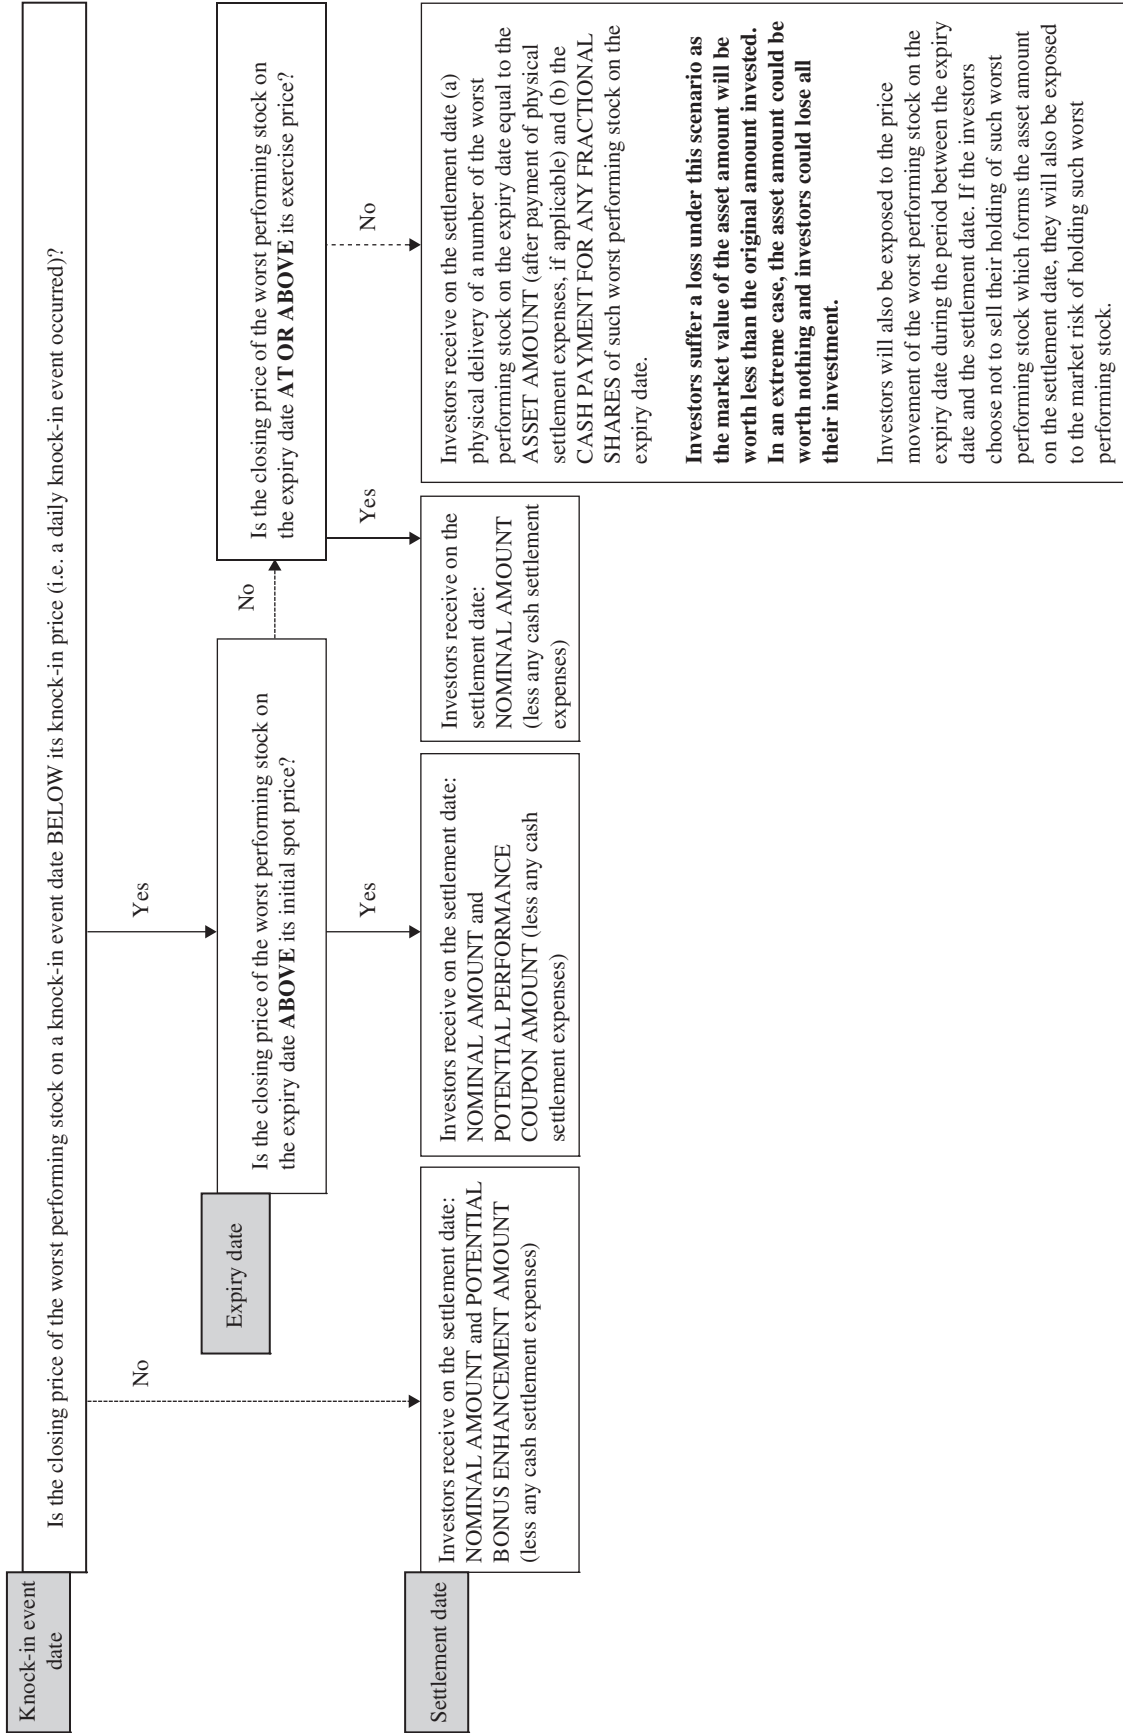 Knock-in event
date
Is the closing price of the worst performing stock on a knock-in event date BELOW its knock-in price (i.e. a daily knock-in event occurred)?
No
Yes
Expiry date
Is the closing price of the worst performing stock on
the expiry date ABOVE its initial spot price?
No
Is the closing price of the worst performing stock on
the expiry date AT OR ABOVE its exercise price?
Yes
Yes
No
Settlement date
Investors receive on the settlement date:
NOMINAL AMOUNT and POTENTIAL
BONUS ENHANCEMENT AMOUNT
(less any cash settlement expenses)
Investors receive on the settlement date:
NOMINAL AMOUNT and
POTENTIAL PERFORMANCE
COUPON AMOUNT (less any cash
settlement expenses)
Investors receive on the
settlement date:
NOMINAL AMOUNT
(less any cash settlement
expenses)
Investors receive on the settlement date (a)
physical delivery of a number of the worst
performing stock on the expiry date equal to the
ASSET AMOUNT (after payment of physical
settlement expenses, if applicable) and (b) the
CASH PAYMENT FOR ANY FRACTIONAL
SHARES of such worst performing stock on the
expiry date.
Investors suffer a loss under this scenario as
the market value of the asset amount will be
worth less than the original amount invested.
In an extreme case, the asset amount could be
worth nothing and investors could lose all
their investment.
Investors will also be exposed to the price
movement of the worst performing stock on the
expiry date during the period between the expiry
date and the settlement date. If the investors
choose not to sell their holding of such worst
performing stock which forms the asset amount
on the settlement date, they will also be exposed
to the market risk of holding such worst
performing stock.